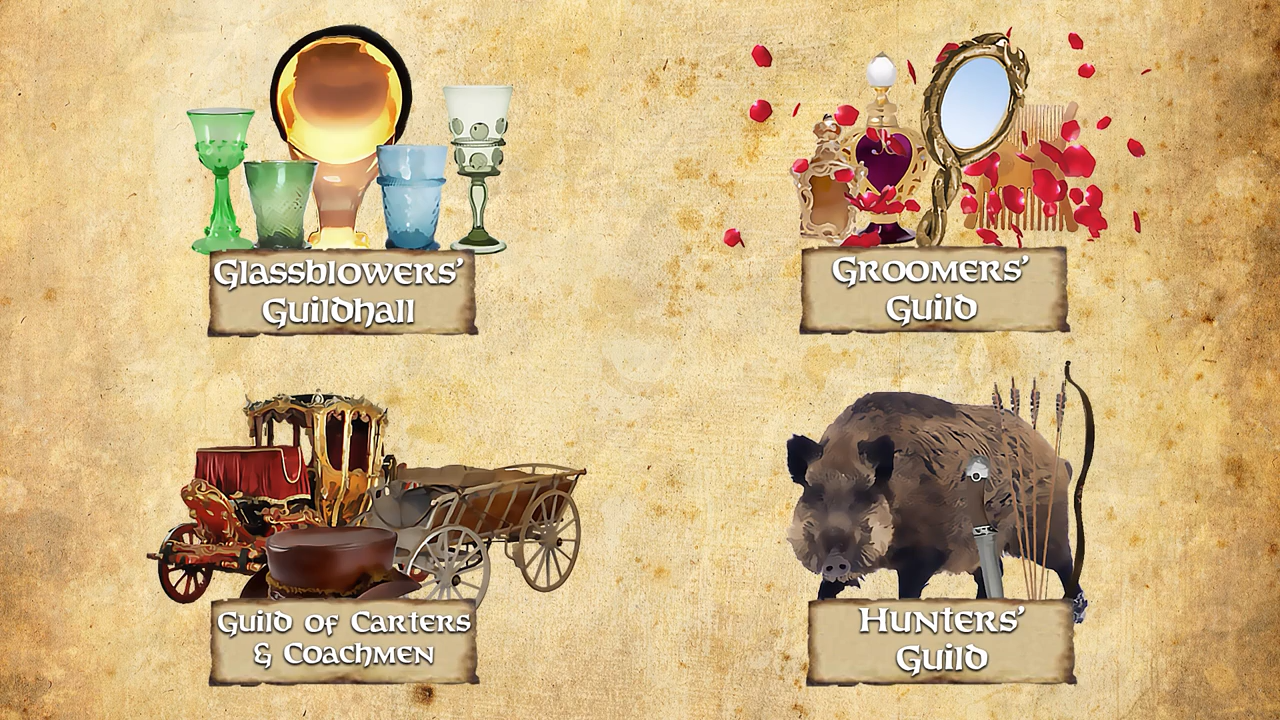 Glassblowers'
Guildhall
Groomers'
Guild
Guild of Carters
& Coachmen
Hunters'
Guild